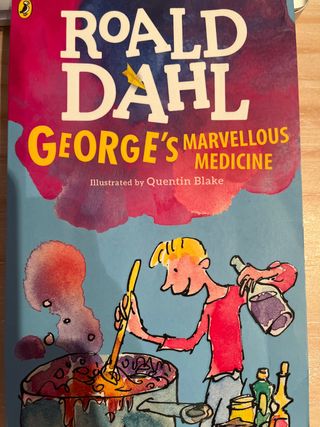 ROALD
DAHL
GEORGE'S MARVELLOUS
MEDICINE
Illustrated by Quentin Blake